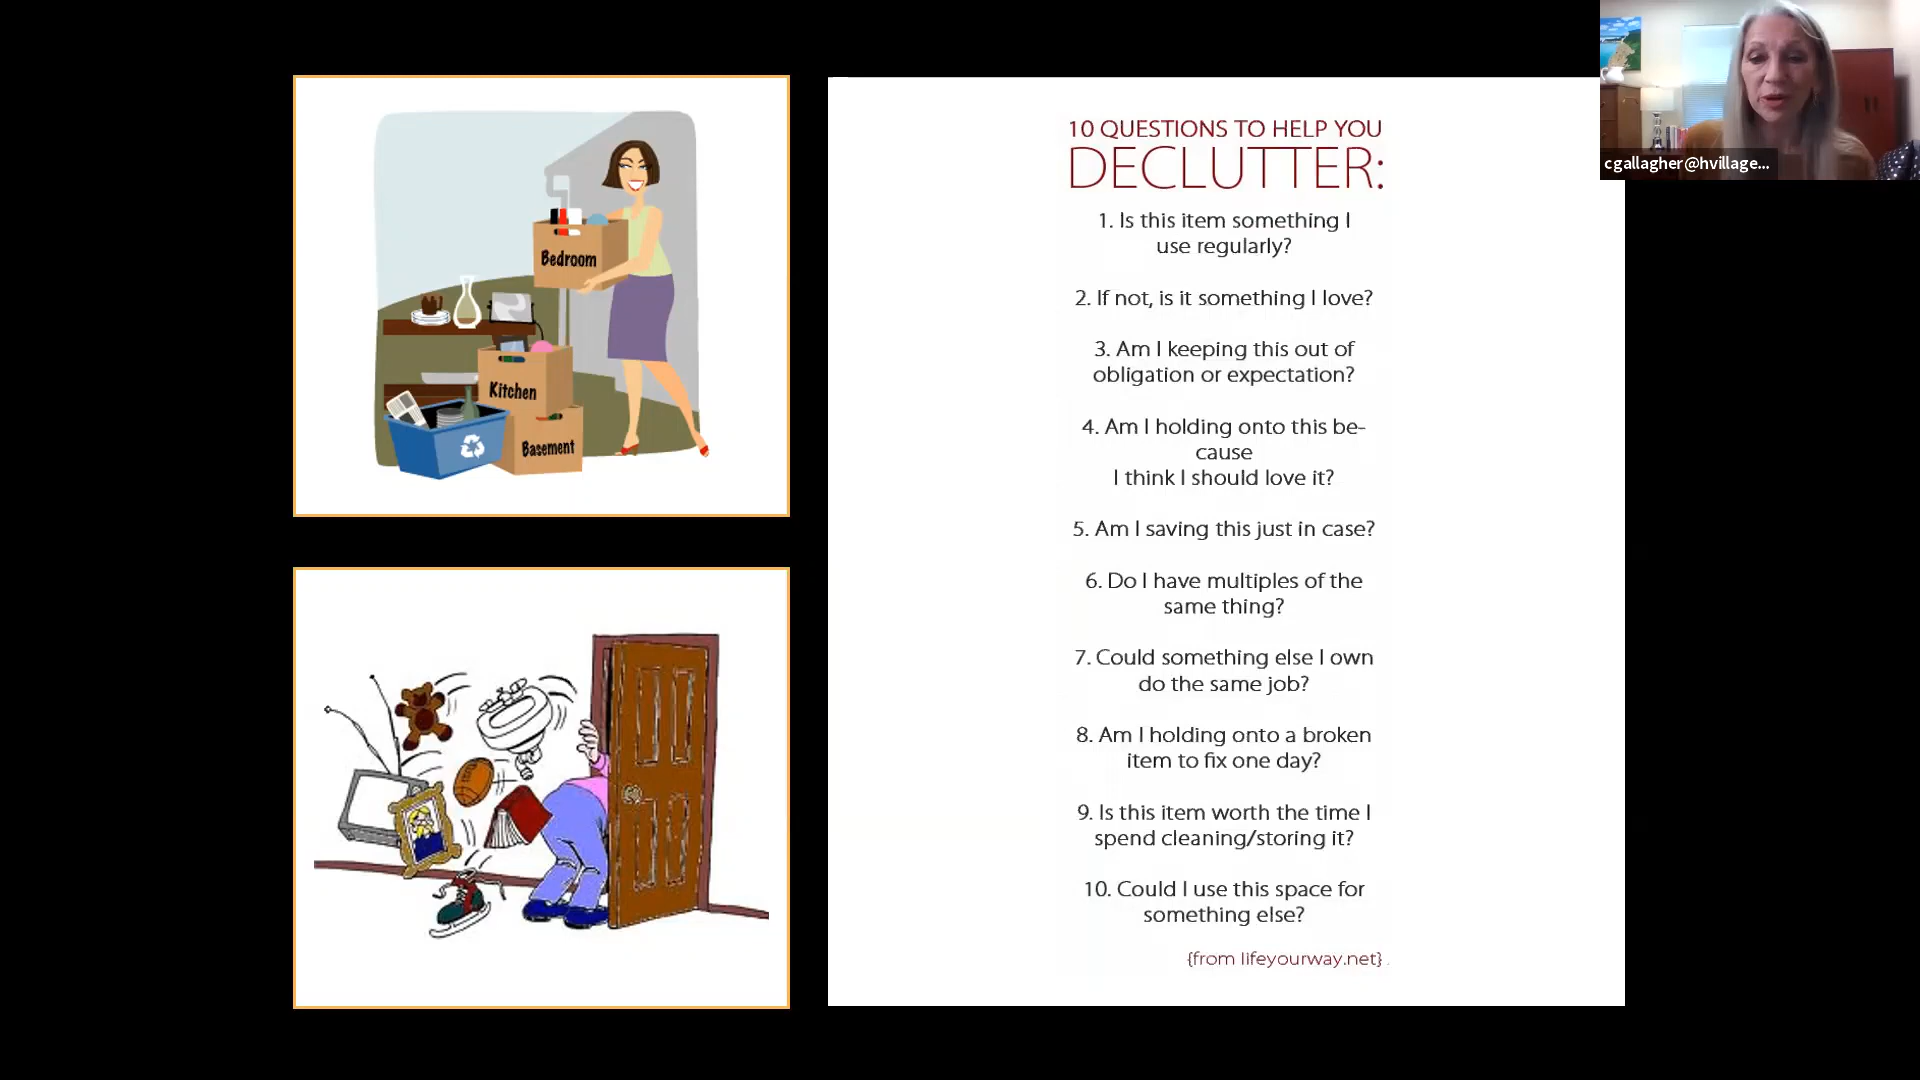 Bedroom
Kitchen
Basement
10 QUESTIONS TO HELP YOU
DECLUTTER:
1. Is this item something I
use regularly?
2. If not, is it something I love?
3. Am I keeping this out of
obligation or expectation?
4. Am I holding onto this be-
cause
I think I should love it?
5. Am I saving this just in case?
6. Do I have multiples of the
same thing?
7. Could something else I own
do the same job?
8. Am I holding onto a broken
item to fix one day?
9. Is this item worth the time I
spend cleaning/storing it?
10. Could I use this space for
something else?
{from lifeyourway.net}
cgallagher@hvillage...